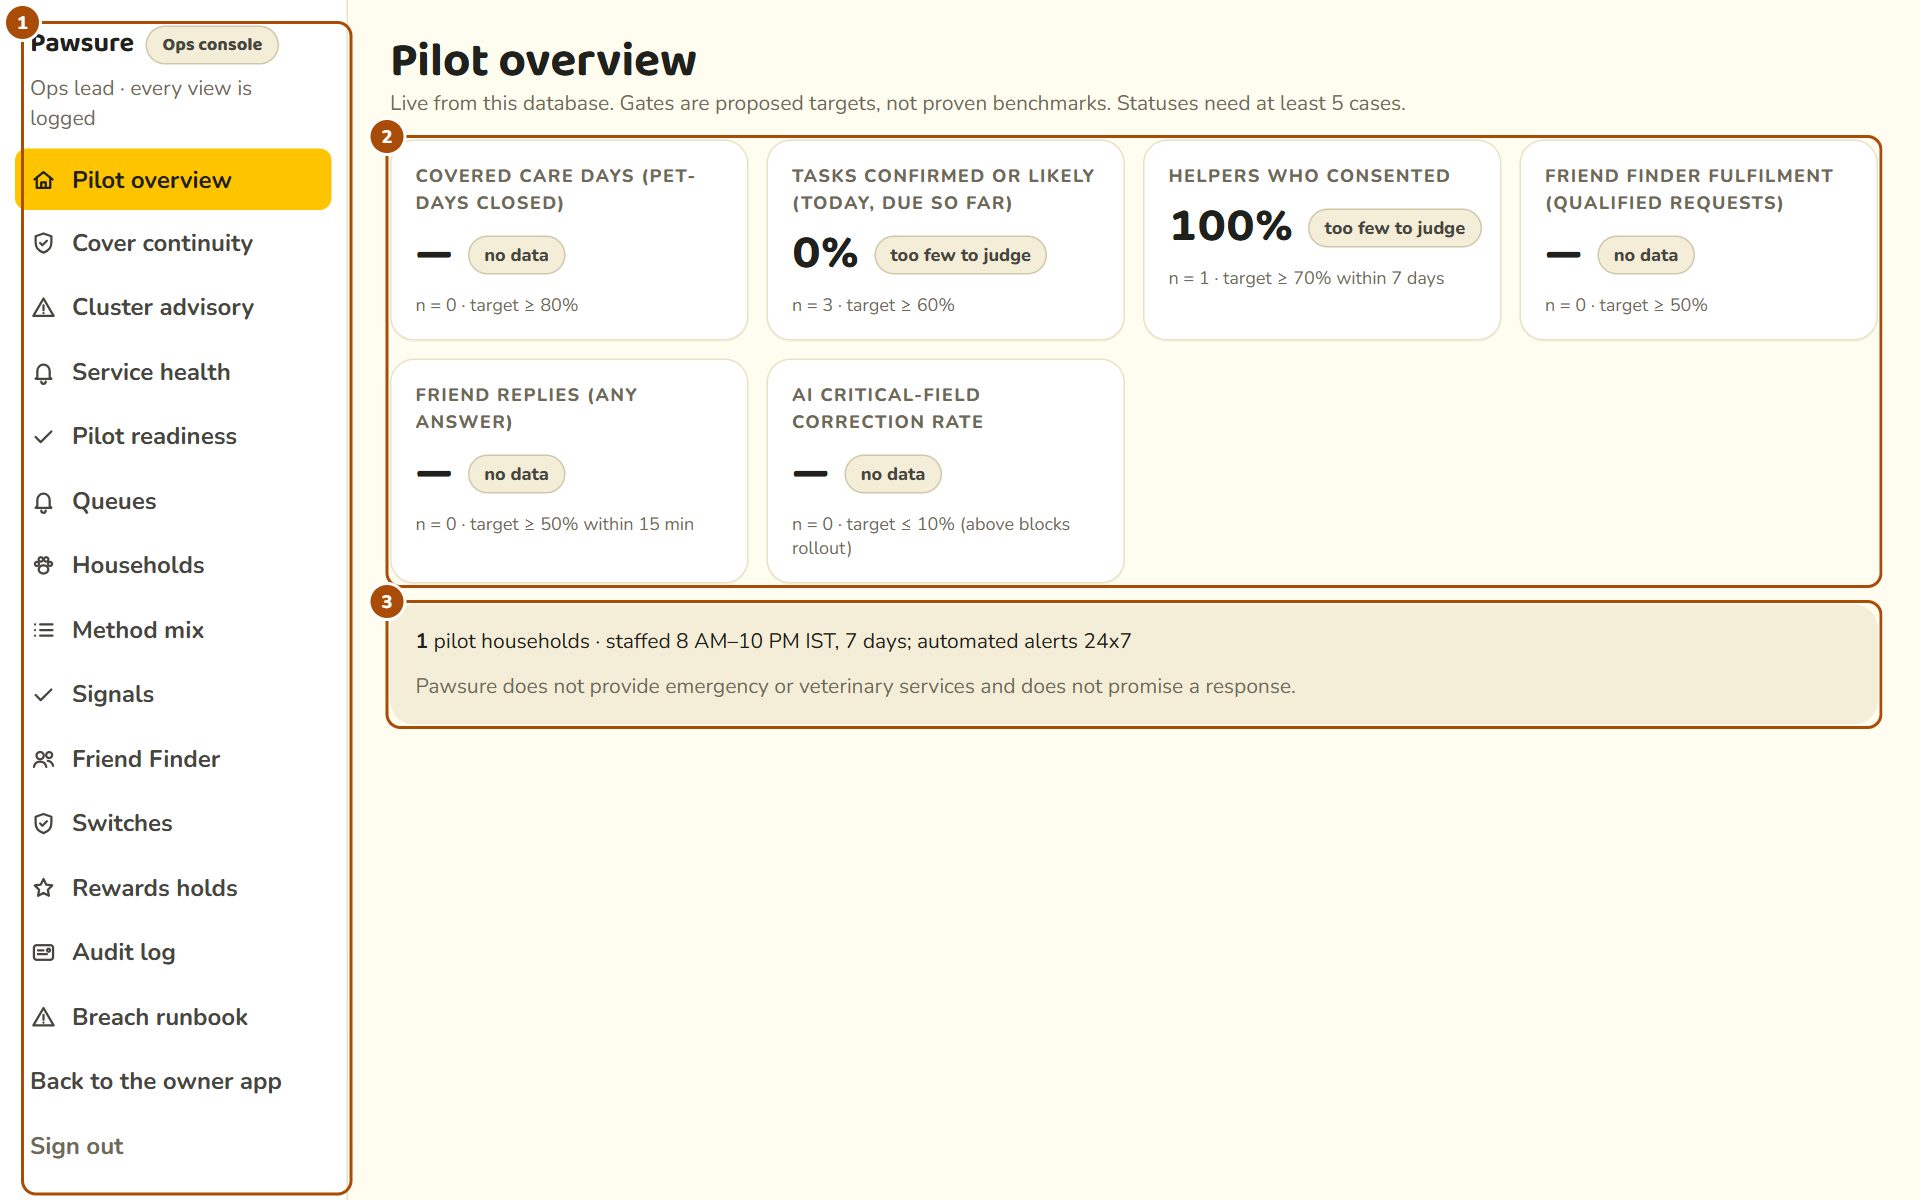 1
Pawsure Ops console
Ops lead · every view is
logged
Pilot overview
Cover continuity
Cluster advisory
Service health
Pilot readiness
Queues
Households
Method mix
Signals
Friend Finder
Switches
Rewards holds
Audit log
Breach runbook
Back to the owner app
Sign out
Pilot overview
Live from this database. Gates are proposed targets, not proven benchmarks. Statuses need at least 5 cases.
2
COVERED CARE DAYS (PET-
DAYS CLOSED)
— no data
n = 0 · target ≥ 80%
TASKS CONFIRMED OR LIKELY
(TODAY, DUE SO FAR)
0% too few to judge
n = 3 · target ≥ 60%
HELPERS WHO CONSENTED
100% too few to judge
n = 1 · target ≥ 70% within 7 days
FRIEND FINDER FULFILMENT
(QUALIFIED REQUESTS)
— no data
n = 0 · target ≥ 50%
FRIEND REPLIES (ANY
ANSWER)
— no data
n = 0 · target ≥ 50% within 15 min
AI CRITICAL-FIELD
CORRECTION RATE
— no data
n = 0 · target ≤ 10% (above blocks
rollout)
3
1 pilot households · staffed 8 AM–10 PM IST, 7 days; automated alerts 24x7
Pawsure does not provide emergency or veterinary services and does not promise a response.